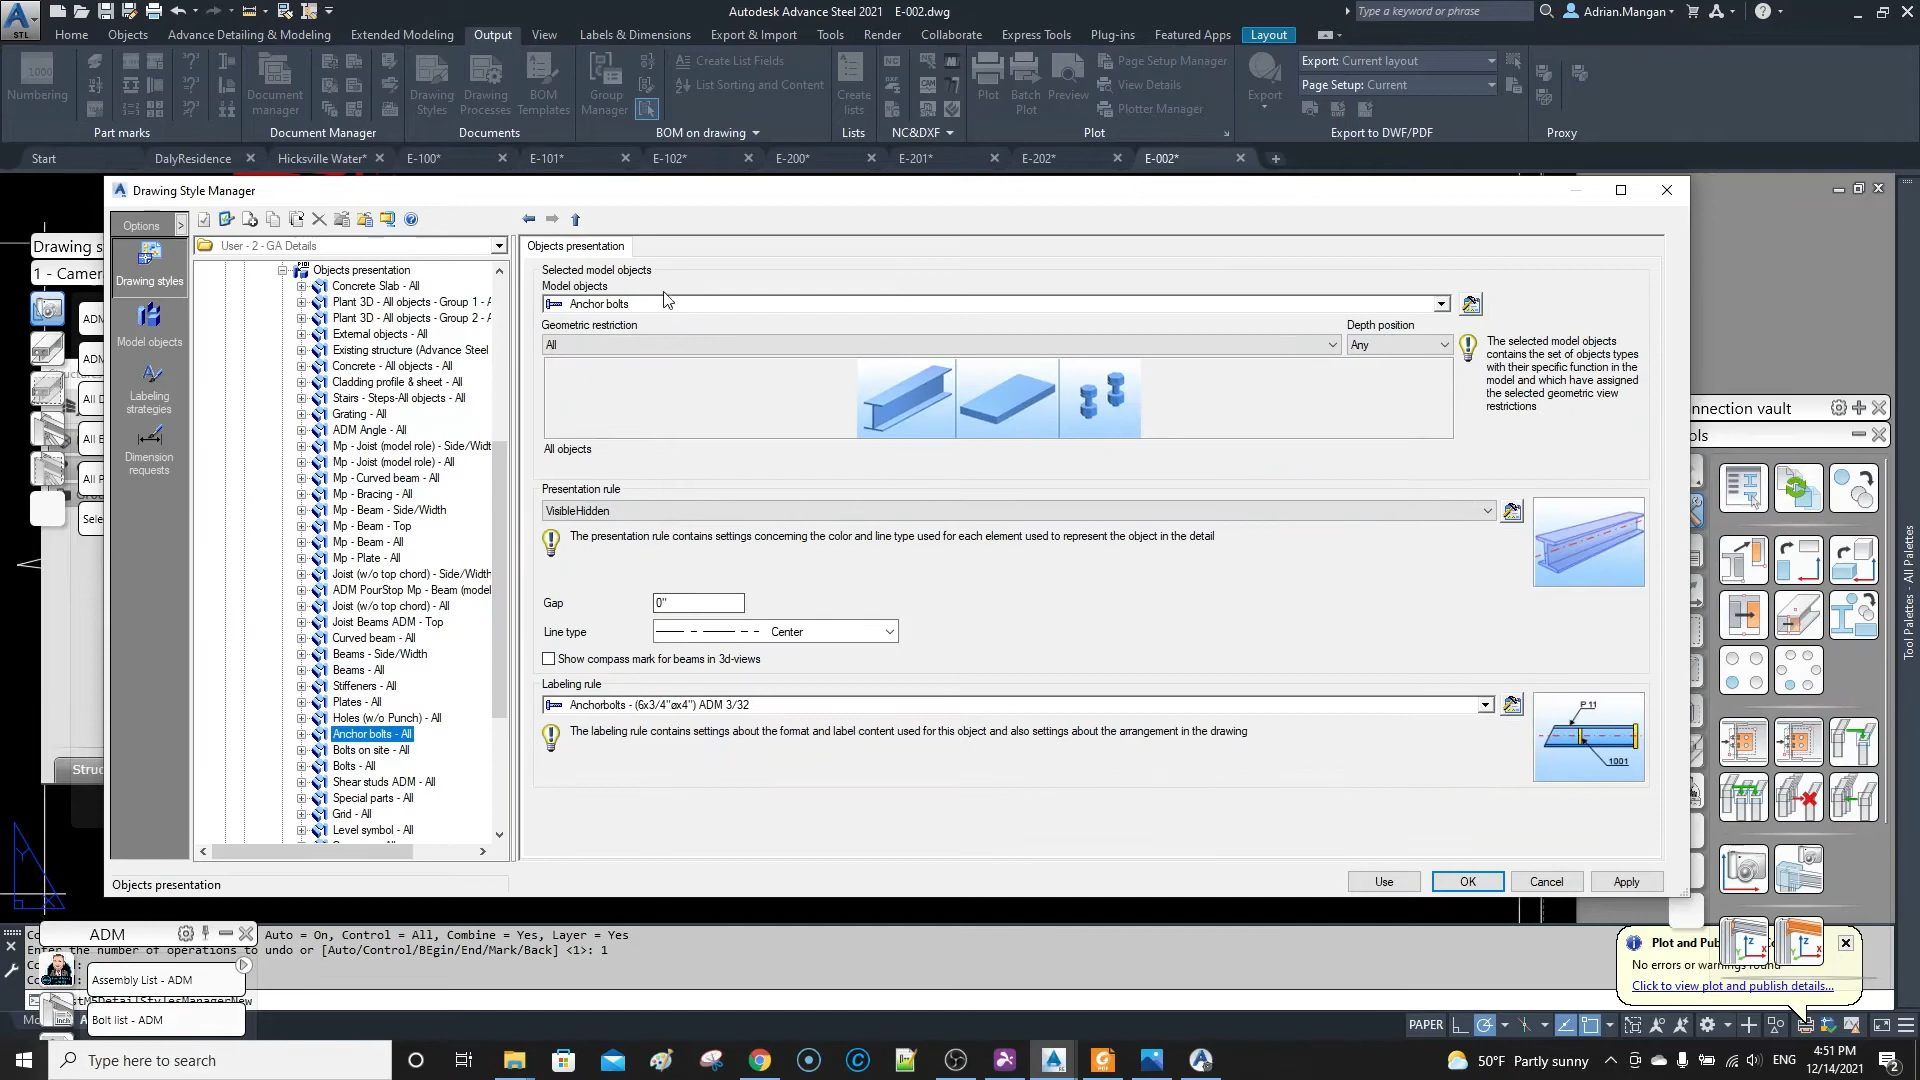 Autodesk Advance Steel 2021   E-002.dwg
Type a keyword or phrase
Adrian.Mangan
STL
Home Objects Advance Detailing & Modeling Extended Modeling Output View Labels & Dimensions Export & Import Tools Render Collaborate Express Tools Plug-ins Featured Apps Layout
Numbering
Document manager
Drawing Styles
Drawing Processes
BOM Templates
Group Manager
Create List Fields
List Sorting and Content
Create lists
Plot
Batch Plot
Preview
Page Setup Manager
View Details
Plotter Manager
Export
Export: Current layout
Page Setup: Current
Part marks
Document Manager
Documents
BOM on drawing
Lists
NC&DXF
Plot
Export to DWF/PDF
Proxy
Start
DalyResidence
Hicksville Water*
E-100*
E-101*
E-102*
E-200*
E-201*
E-202*
E-002*
Drawing Style Manager
Options
Drawing styles
Model objects
Labeling strategies
Dimension requests
User - 2 - GA Details
Objects presentation
Concrete Slab - All
Plant 3D - All objects - Group 1 - A
Plant 3D - All objects - Group 2 - A
External objects - All
Existing structure (Advance Steel
Concrete - All objects - All
Cladding profile & sheet - All
Stairs - Steps-All objects - All
Grating - All
ADM Angle - All
Mp - Joist (model role) - Side/Widt
Mp - Joist (model role) - All
Mp - Curved beam - All
Mp - Bracing - All
Mp - Beam - Side/Width
Mp - Beam - Top
Mp - Beam - All
Mp - Plate - All
Joist (w/o top chord) - Side/Width
ADM PourStop Mp - Beam (model
Joist (w/o top chord) - All
Joist Beams ADM - Top
Curved beam - All
Beams - Side/Width
Beams - All
Stiffeners - All
Plates - All
Holes (w/o Punch) - All
Anchor bolts - All
Bolts on site - All
Bolts - All
Shear studs ADM - All
Special parts - All
Grid - All
Level symbol - All
Objects presentation
Objects presentation
Selected model objects
Model objects
Anchor bolts
Geometric restriction
Depth position
All
Any
The selected model objects
contains the set of objects types
with their specific function in the
model and which have assigned
the selected geometric view
restrictions
All objects
Presentation rule
VisibleHidden
The presentation rule contains settings concerning the color and line type used for each element used to represent the object in the detail
Gap
0"
Line type
Center
Show compass mark for beams in 3d-views
Labeling rule
Anchorbolts - (6x3/4"øx4") ADM 3/32
The labeling rule contains settings about the format and label content used for this object and also settings about the arrangement in the drawing
P 11
1001
Use
OK
Cancel
Apply
Drawing s
1 - Camer
ADM
ADM
All D
All B
All P
Sele
Struc
nnection vault
ols
Tool Palettes - All Palettes
ADM
Assembly List - ADM
Bolt list - ADM
Auto = On, Control = All, Combine = Yes, Layer = Yes
Enter the number of operations to undo or [Auto/Control/BEgin/End/Mark/Back] <1>: 1
Plot and Pub
No errors or warnings found
Click to view plot and publish details...
PAPER
Type here to search
50°F Partly sunny
ENG
4:51 PM
12/14/2021
2